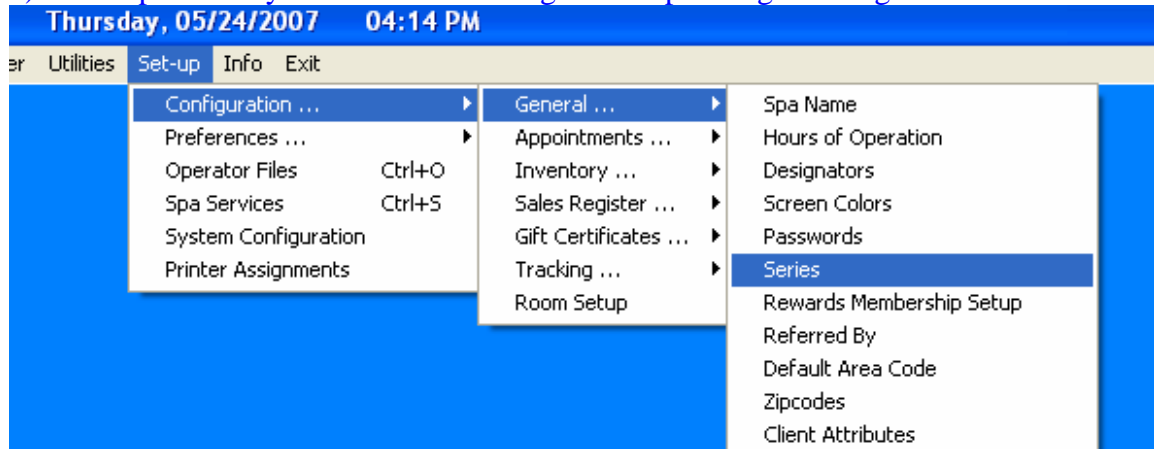 Thursday, 05/24/2007 04:14 PM
er Utilities Set-up Info Exit
Configuration ...
Preferences ...
Operator Files Ctrl+O
Spa Services Ctrl+S
System Configuration
Printer Assignments
General ...
Appointments ...
Inventory ...
Sales Register ...
Gift Certificates ...
Tracking ...
Room Setup
Spa Name
Hours of Operation
Designators
Screen Colors
Passwords
Series
Rewards Membership Setup
Referred By
Default Area Code
Zipcodes
Client Attributes